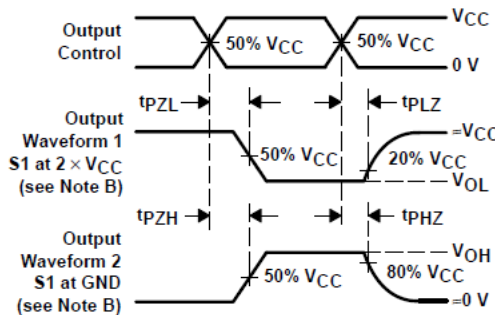 Output
Control
50% VCC
50% VCC
VCC
0 V
tPZL
tPLZ
Output
Waveform 1
S1 at 2 × VCC
(see Note B)
50% VCC
20% VCC
≈VCC
VOL
tPZH
tPHZ
Output
Waveform 2
S1 at GND
(see Note B)
50% VCC
80% VCC
VOH
≈0 V